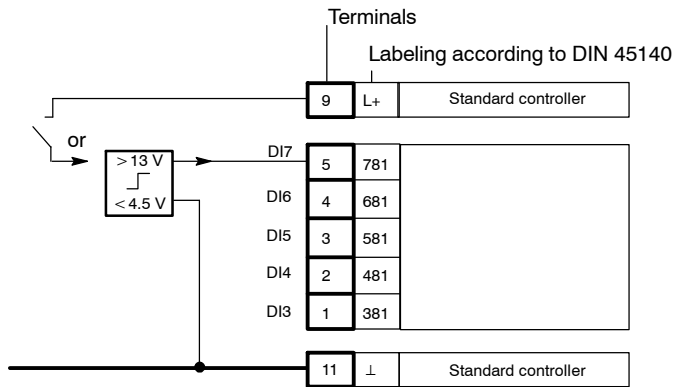 Terminals
Labeling according to DIN 45140
9 L+ Standard controller
or
> 13 V
< 4.5 V
DI7 5 781
DI6 4 681
DI5 3 581
DI4 2 481
DI3 1 381
11 ⊥ Standard controller